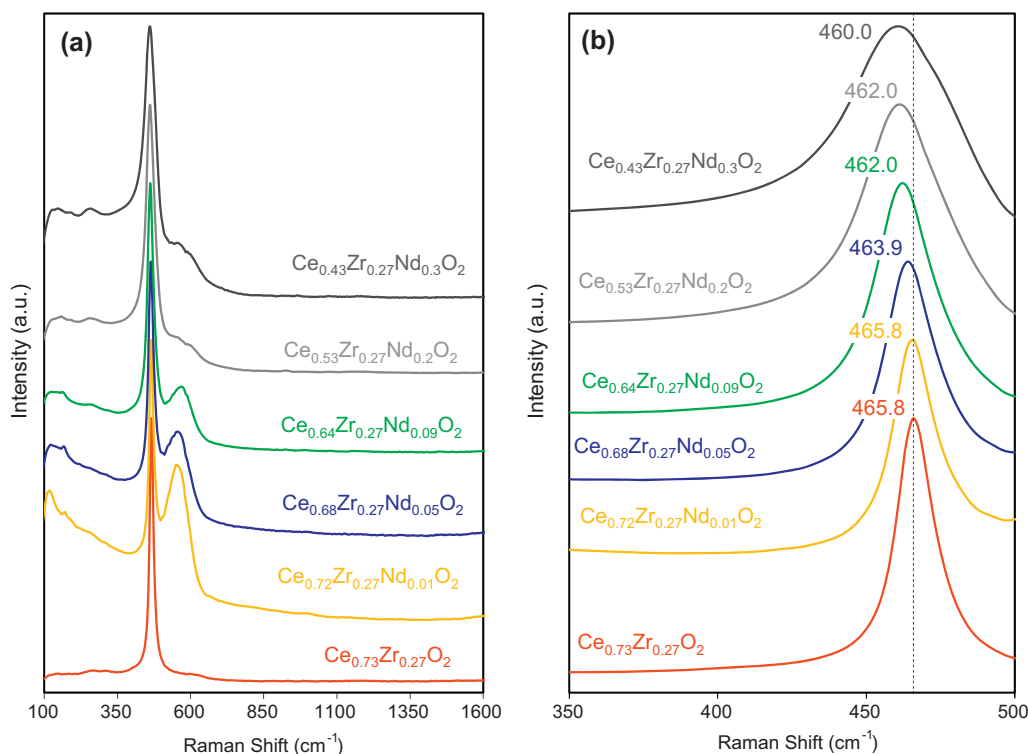 (a)
Ce0.43Zr0.27Nd0.3O2
Ce0.53Zr0.27Nd0.2O2
Ce0.64Zr0.27Nd0.09O2
Ce0.68Zr0.27Nd0.05O2
Ce0.72Zr0.27Nd0.01O2
Ce0.73Zr0.27O2
Intensity (a.u.)
100 350 600 850 1100 1350 1600
Raman Shift (cm-1)
(b)
460.0
462.0
Ce0.43Zr0.27Nd0.3O2
462.0
463.9
Ce0.53Zr0.27Nd0.2O2
465.8
Ce0.64Zr0.27Nd0.09O2
465.8
Ce0.68Zr0.27Nd0.05O2
Ce0.72Zr0.27Nd0.01O2
Ce0.73Zr0.27O2
Intensity (a.u.)
350 400 450 500
Raman Shift (cm-1)